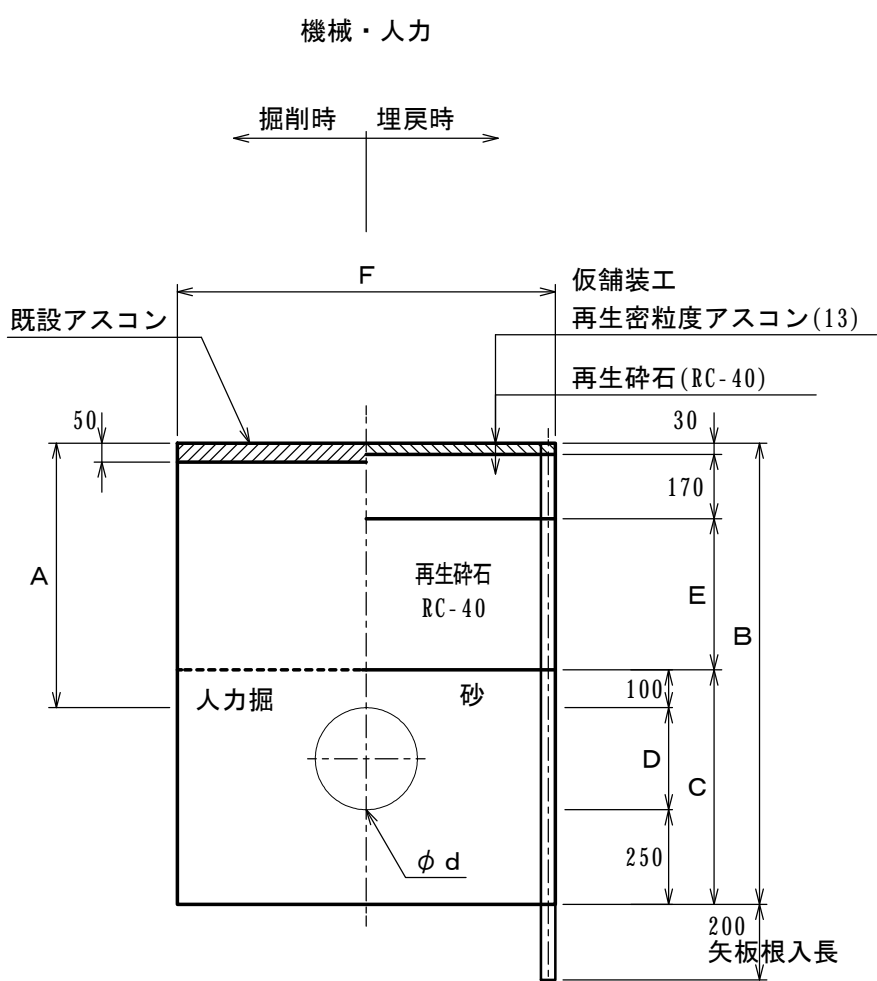 機械・人力
掘削時
埋戻時
F
仮舗装工
既設アスコン
再生密粒度アスコン(13)
再生砕石(RC-40)
50
30
170
A
再生砕石
RC-40
E
B
人力掘
砂
100
D
C
φd
250
200
矢板根入長